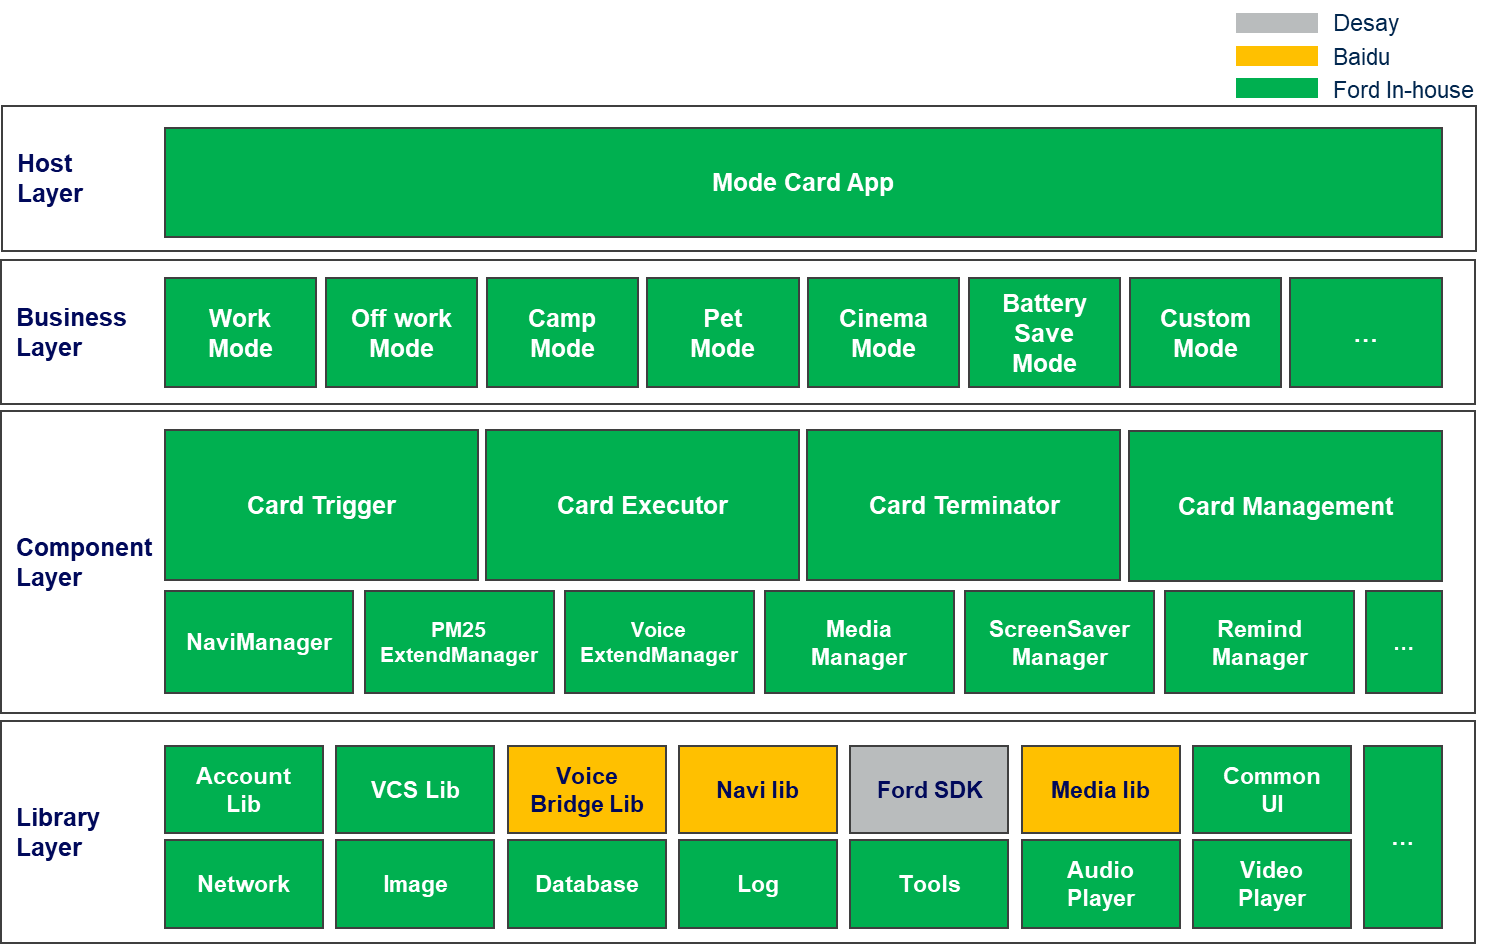 Desay
Baidu
Ford In-house
Host
Layer
Mode Card App
Business
Layer
Work
Mode
Off work
Mode
Camp
Mode
Pet
Mode
Cinema
Mode
Battery
Save
Mode
Custom
Mode
...
Component
Layer
Card Trigger
Card Executor
Card Terminator
Card Management
NaviManager
PM25
ExtendManager
Voice
ExtendManager
Media
Manager
ScreenSaver
Manager
Remind
Manager
...
Library
Layer
Account
Lib
VCS Lib
Voice
Bridge Lib
Navi lib
Ford SDK
Media lib
Common
UI
...
Network
Image
Database
Log
Tools
Audio
Player
Video
Player